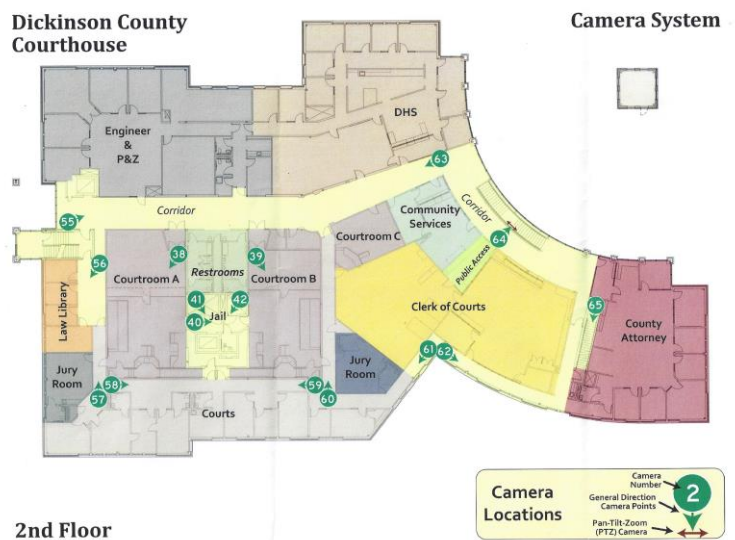 Dickinson County
Courthouse
Camera System
DHS
Engineer
&
P&Z
63
Corridor
Corridor
55
Community
Services
64
Courtroom C
Public Access
56
38
39
Courtroom A
Restrooms
Courtroom B
Law Library
41
42
Jail
40
Clerk of Courts
65
County
Attorney
61
62
Jury
Room
Jury
Room
58
59
57
60
Courts
Camera
Locations
Camera
Number
2
General Direction
Camera Points
Pan-Tilt-Zoom
(PTZ) Camera
2nd Floor